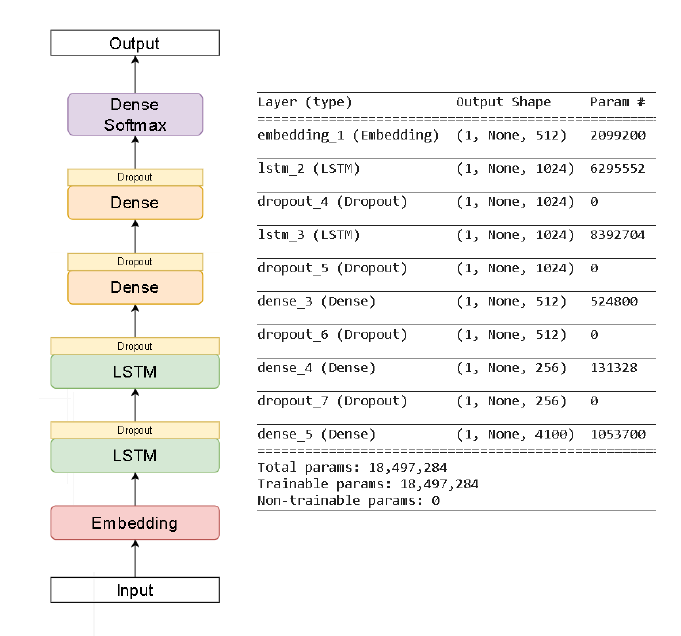 Output
Dense
Softmax
Dropout
Dense
Dropout
Dense
Dropout
LSTM
Dropout
LSTM
Embedding
Input
Layer (type) Output Shape Param #
embedding_1 (Embedding) (1, None, 512) 2099200
lstm_2 (LSTM) (1, None, 1024) 6295552
dropout_4 (Dropout) (1, None, 1024) 0
lstm_3 (LSTM) (1, None, 1024) 8392704
dropout_5 (Dropout) (1, None, 1024) 0
dense_3 (Dense) (1, None, 512) 524800
dropout_6 (Dropout) (1, None, 512) 0
dense_4 (Dense) (1, None, 256) 131328
dropout_7 (Dropout) (1, None, 256) 0
dense_5 (Dense) (1, None, 4100) 1053700
Total params: 18,497,284
Trainable params: 18,497,284
Non-trainable params: 0